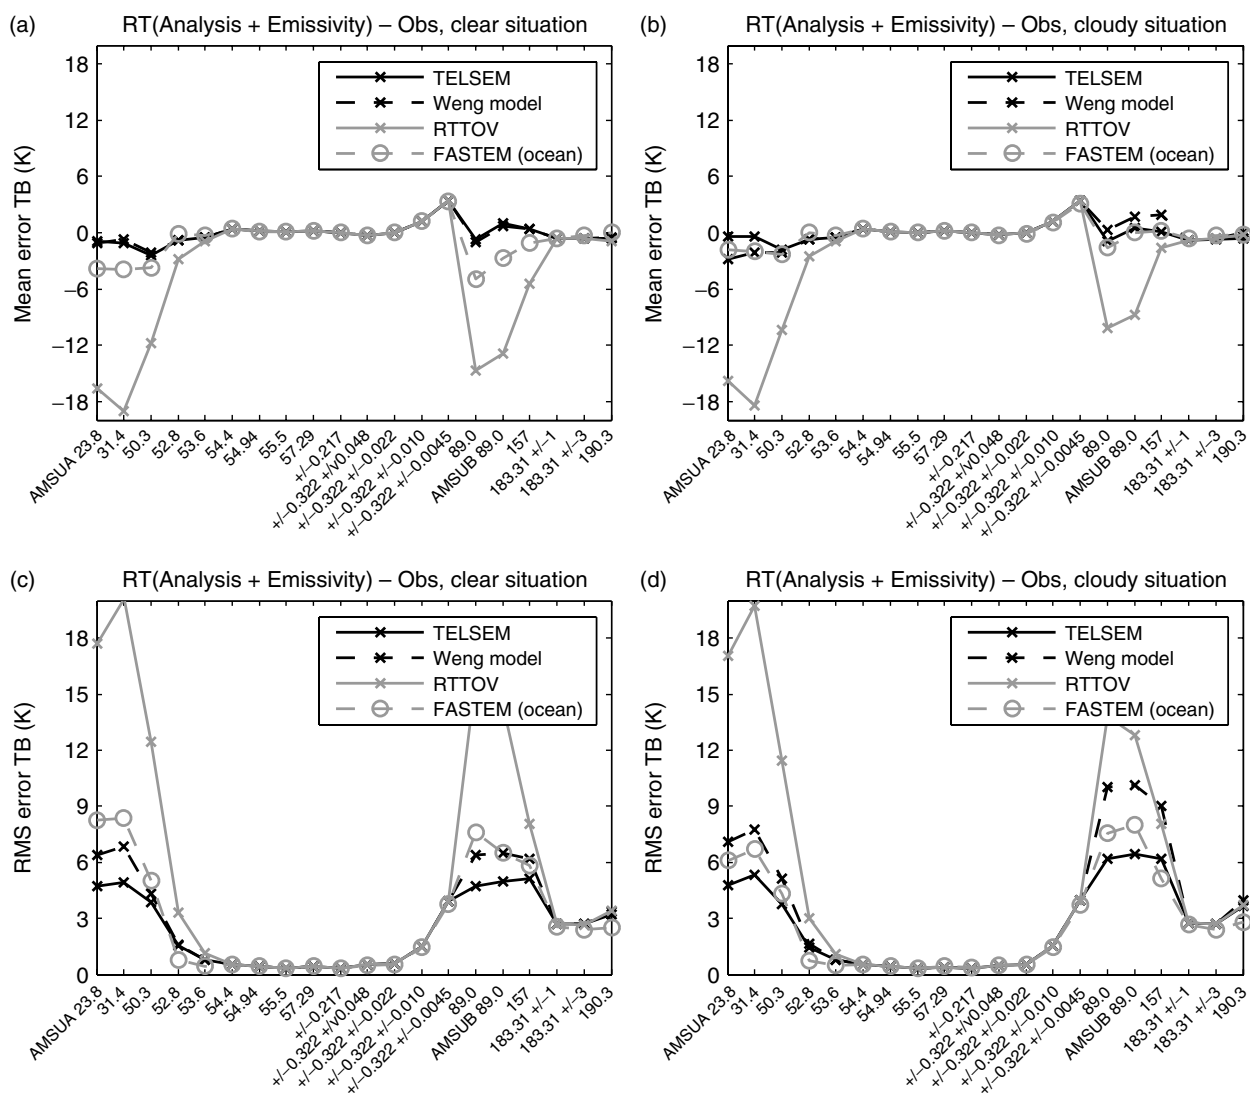 (a) RT(Analysis + Emissivity) – Obs, clear situation
Mean error TB (K)
18
12
6
0
–6
–12
–18
TELSEM
Weng model
RTTOV
FASTEM (ocean)
AMSUA 23.8
31.4
50.3
52.8
53.6
54.4
54.94
55.5
57.29
+/–0.217
+/–0.322 +/v0.048
+/–0.322 +/–0.022
+/–0.322 +/–0.010
+/–0.322 +/–0.0045
89.0
AMSUB 89.0
157
183.31 +/–1
183.31 +/–3
190.3
(b) RT(Analysis + Emissivity) – Obs, cloudy situation
Mean error TB (K)
18
12
6
0
–6
–12
–18
TELSEM
Weng model
RTTOV
FASTEM (ocean)
AMSUA 23.8
31.4
50.3
52.8
53.6
54.4
54.94
55.5
57.29
+/–0.217
+/–0.322 +/v0.048
+/–0.322 +/–0.022
+/–0.322 +/–0.010
+/–0.322 +/–0.0045
89.0
AMSUB 89.0
157
183.31 +/–1
183.31 +/–3
190.3
(c) RT(Analysis + Emissivity) – Obs, clear situation
RMS error TB (K)
18
15
12
9
6
3
0
TELSEM
Weng model
RTTOV
FASTEM (ocean)
AMSUA 23.8
31.4
50.3
52.8
53.6
54.4
54.94
55.5
57.29
+/–0.217
+/–0.322 +/v0.048
+/–0.322 +/–0.022
+/–0.322 +/–0.010
+/–0.322 +/–0.0045
89.0
AMSUB 89.0
157
183.31 +/–1
183.31 +/–3
190.3
(d) RT(Analysis + Emissivity) – Obs, cloudy situation
RMS error TB (K)
18
15
12
9
6
3
0
TELSEM
Weng model
RTTOV
FASTEM (ocean)
AMSUA 23.8
31.4
50.3
52.8
53.6
54.4
54.94
55.5
57.29
+/–0.217
+/–0.322 +/v0.048
+/–0.322 +/–0.022
+/–0.322 +/–0.010
+/–0.322 +/–0.0045
89.0
AMSUB 89.0
157
183.31 +/–1
183.31 +/–3
190.3